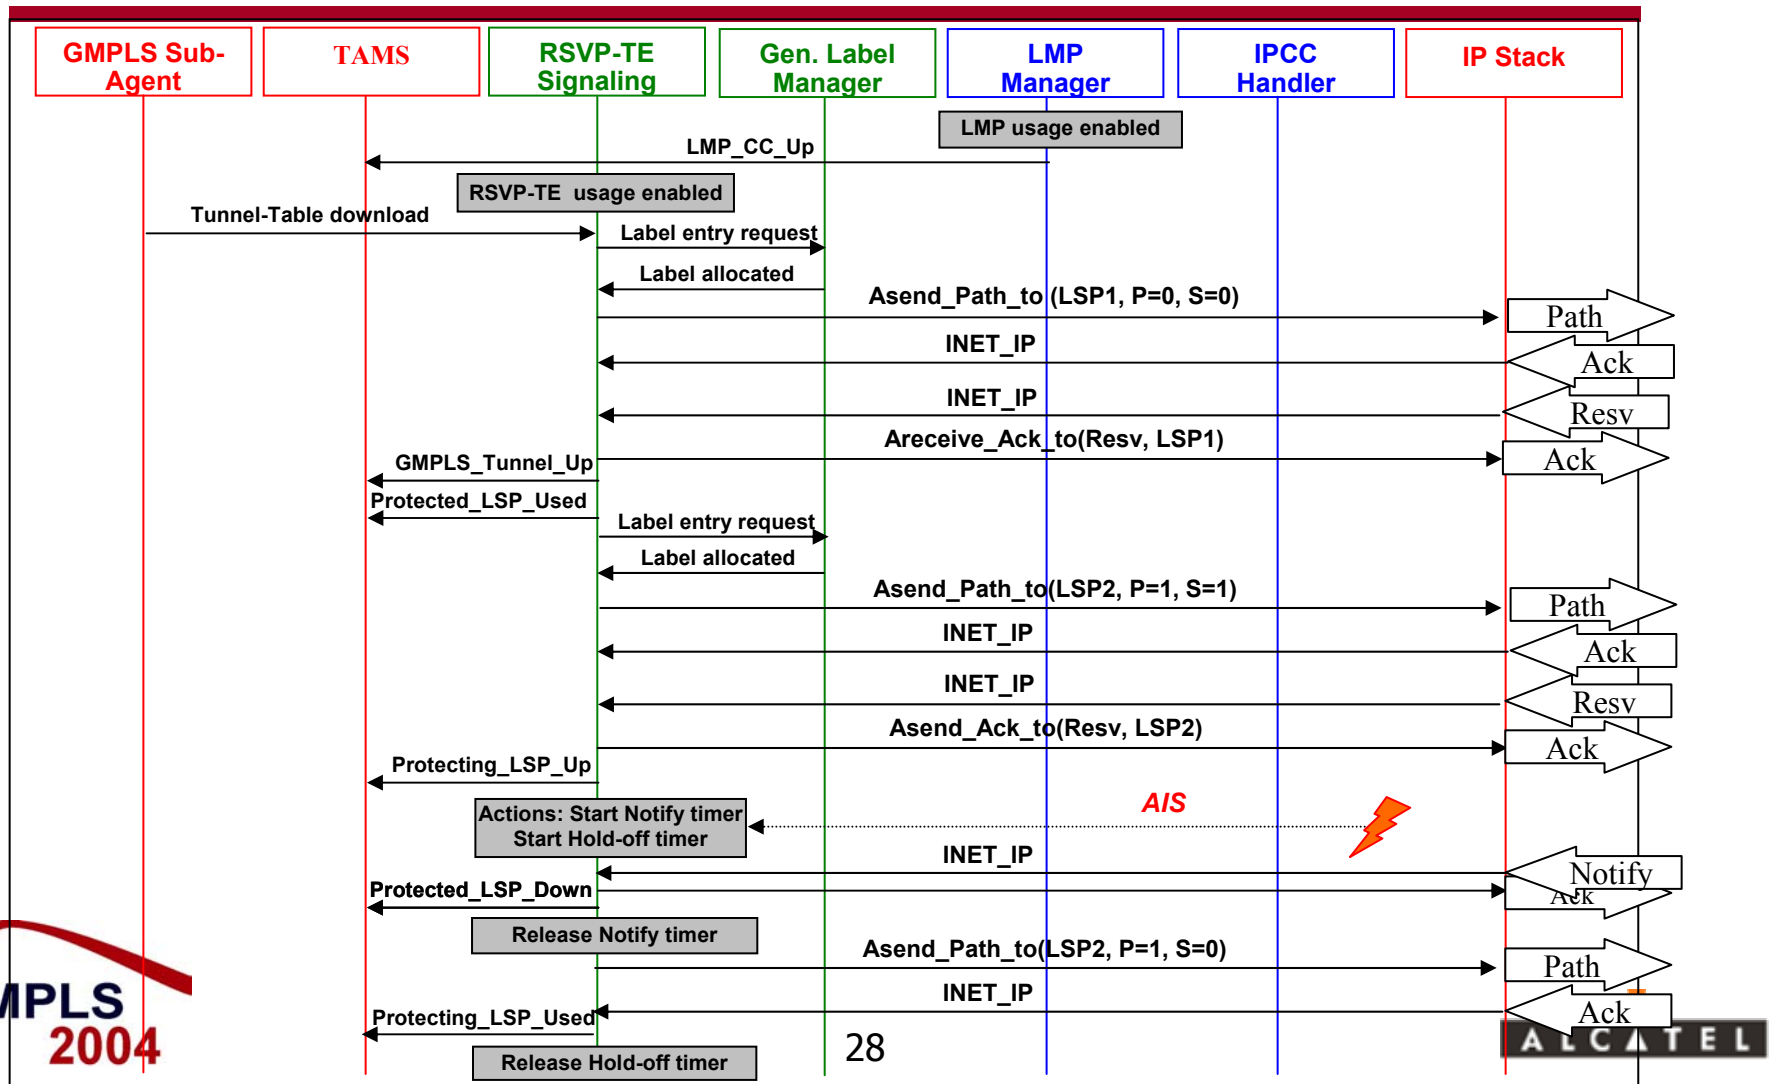 GMPLS Sub-
Agent
TAMS
RSVP-TE
Signaling
Gen. Label
Manager
LMP
Manager
IPCC
Handler
IP Stack
LMP usage enabled
LMP_CC_Up
RSVP-TE usage enabled
Tunnel-Table download
Label entry request
Label allocated
Asend_Path_to (LSP1, P=0, S=0)
Path
INET_IP
Ack
INET_IP
Resv
Areceive_Ack_to(Resv, LSP1)
Ack
GMPLS_Tunnel_Up
Protected_LSP_Used
Label entry request
Label allocated
Asend_Path_to(LSP2, P=1, S=1)
Path
INET_IP
Ack
INET_IP
Resv
Asend_Ack_to(Resv, LSP2)
Ack
Protecting_LSP_Up
Actions: Start Notify timer
Start Hold-off timer
AIS
INET_IP
Notify
Protected_LSP_Down
Ack
Release Notify timer
Asend_Path_to(LSP2, P=1, S=0)
Path
INET_IP
Ack
Protecting_LSP_Used
Release Hold-off timer
MPLS
2004
28
ALCATEL